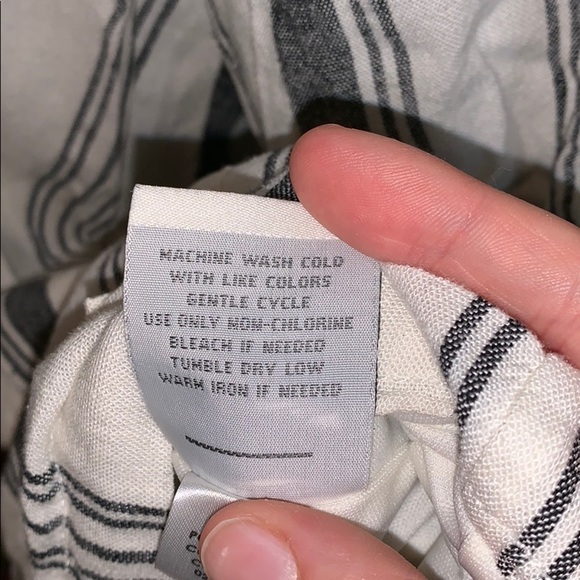 MACHINE WASH COLD
WITH LIKE COLORS
GENTLE CYCLE
USE ONLY NON-CHLORINE
BLEACH IF NEEDED
TUMBLE DRY LOW
WARM IRON IF NEEDED